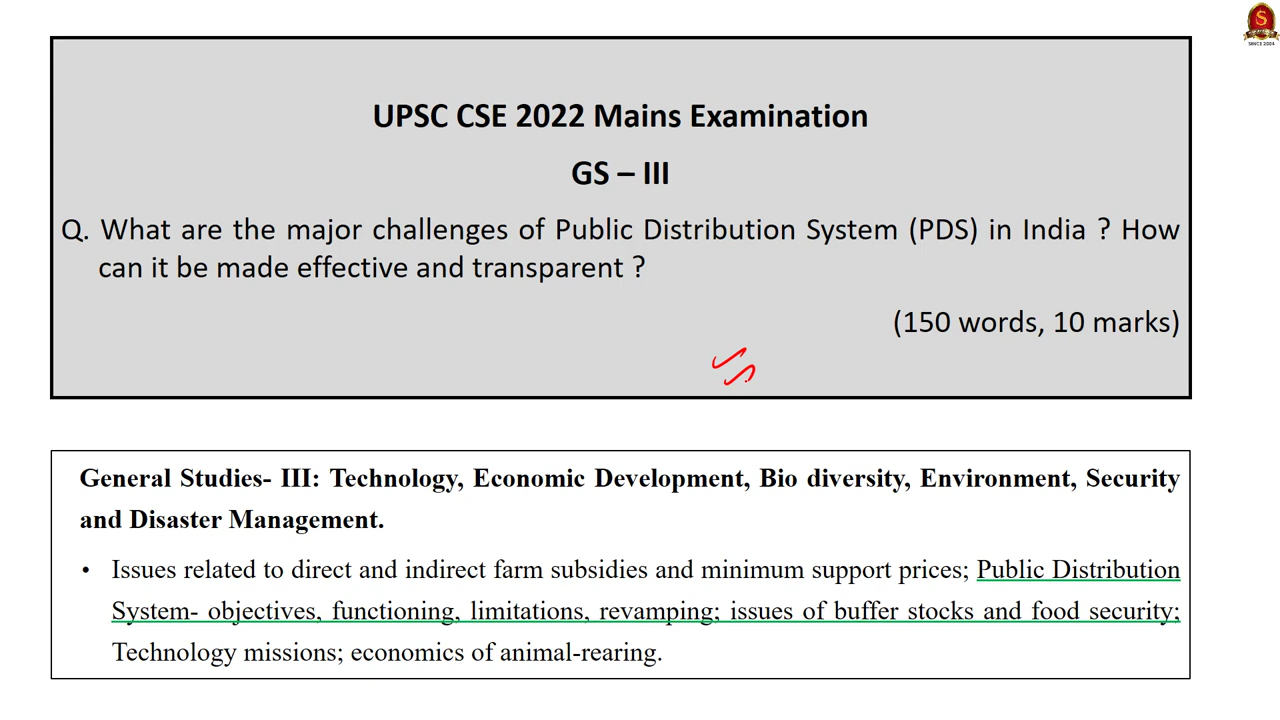 S
SINCE 2004
UPSC CSE 2022 Mains Examination
GS – III
Q. What are the major challenges of Public Distribution System (PDS) in India ? How
can it be made effective and transparent ?
(150 words, 10 marks)
General Studies- III: Technology, Economic Development, Bio diversity, Environment, Security
and Disaster Management.
• Issues related to direct and indirect farm subsidies and minimum support prices; Public Distribution
System- objectives, functioning, limitations, revamping; issues of buffer stocks and food security;
Technology missions; economics of animal-rearing.